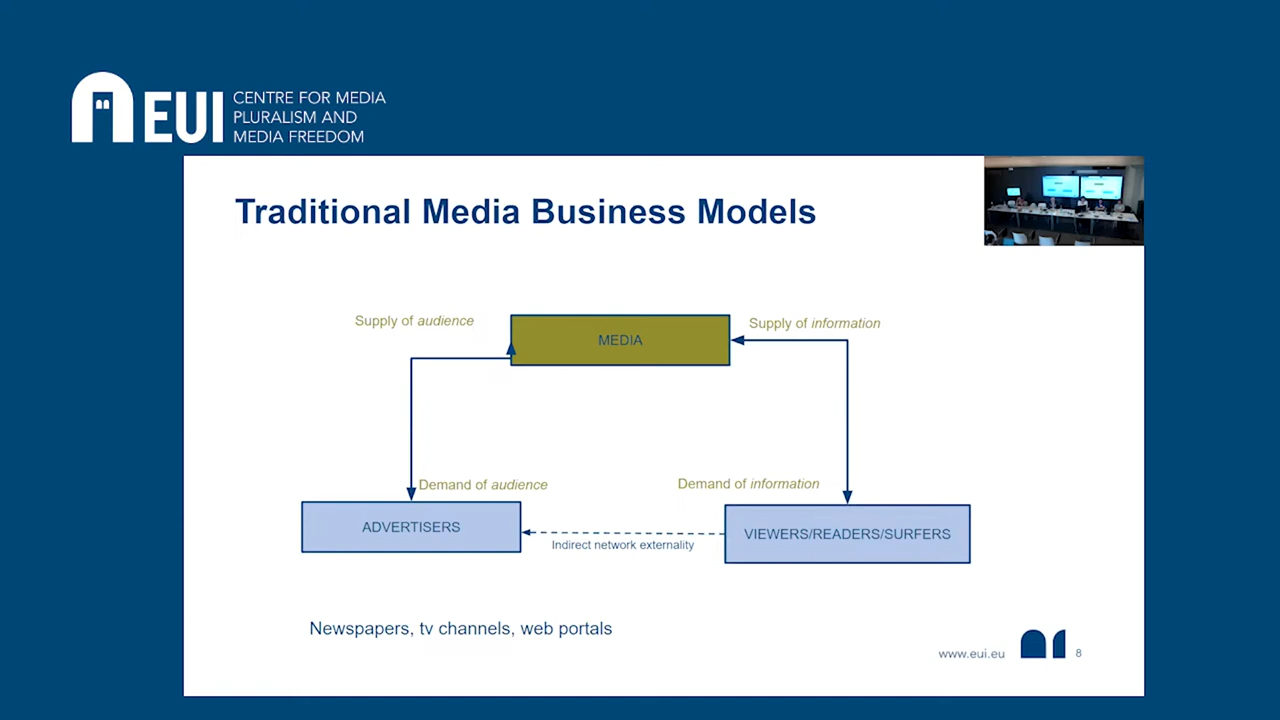 EUI
CENTRE FOR MEDIA
PLURALISM AND
MEDIA FREEDOM
Traditional Media Business Models
Supply of audience
MEDIA
Supply of information
Demand of audience
Demand of information
ADVERTISERS
VIEWERS/READERS/SURFERS
Indirect network externality
Newspapers, tv channels, web portals
www.eui.eu
8